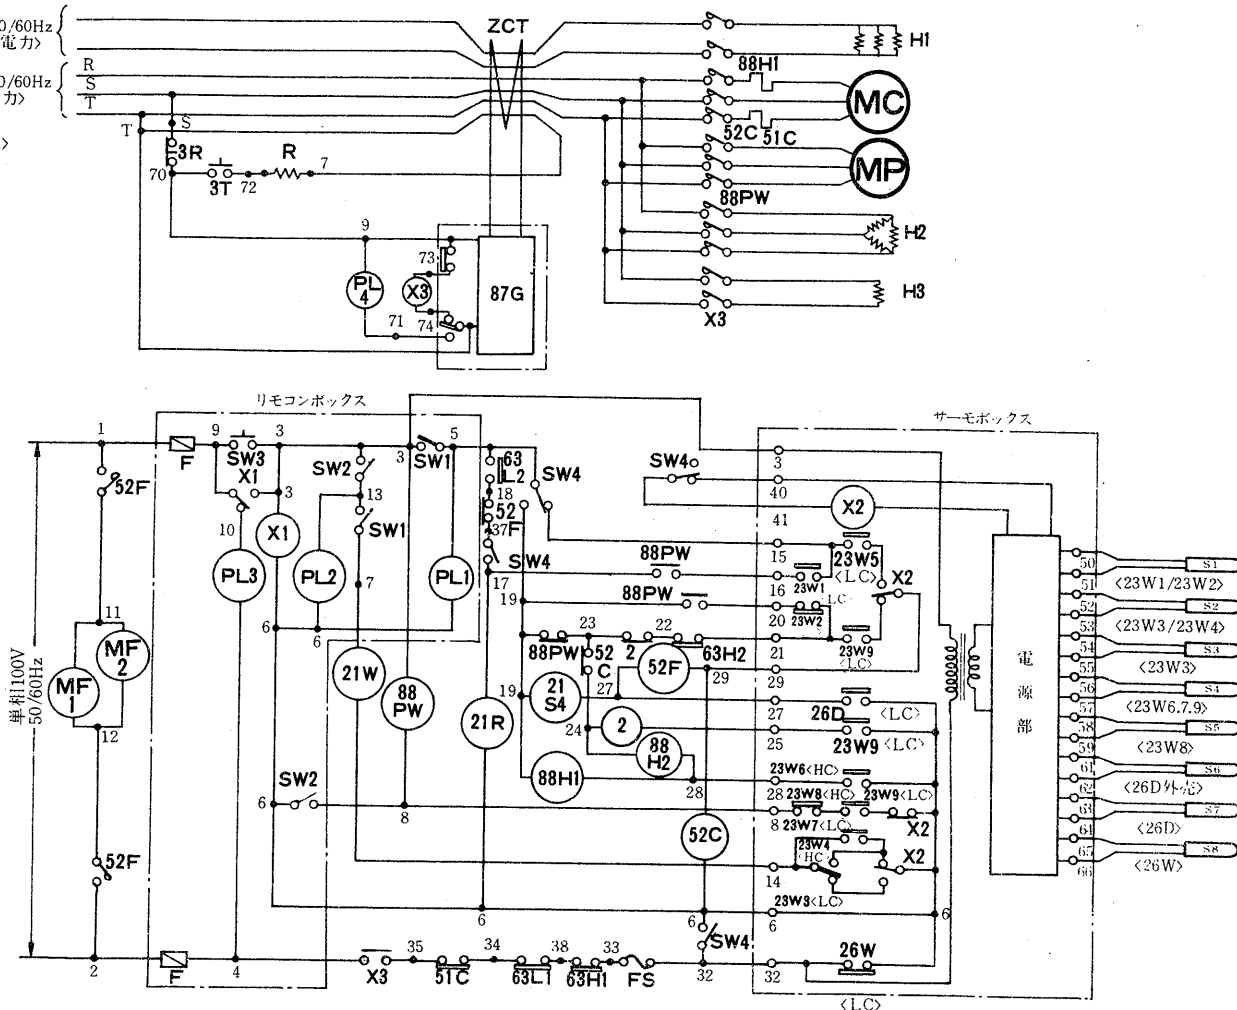 0/60Hz
電力〉
ZCT
H1
R
S
T
0/60Hz
力〉
88H1
MC
〉
T
S
52C
51C
3R
R
7
70
3T
72
MP
88PW
9
H2
73
PL
4
X3
87G
H3
71
74
X3
リモコンボックス
サーモボックス
1
9
3
5
F
SW3
3
SW1
SW2
63
L2
SW4
SW4
3
52F
X1
3
13
18
40
10
X1
SW1
52
F
37
X2
41
SW4
15
23W5
〈LC〉
PL3
PL2
PL1
88PW
17
16
23W1
X2
50
S1
〈23W1/23W2〉
51
7
19
88PW
20
23W2
52
S2
11
〈23W3/23W4〉
53
6
6
23
22
21
23W9
〈LC〉
54
S3
MF
2
88PW
52
C
2
63H2
電
源
部
〈23W3〉
55
単相100V
50/60Hz
MF
1
21W
88
PW
52F
29
29
56
S4
19
21
S4
27
27
26D
〈LC〉
〈23W6.7.9〉
57
12
21R
24
2
25
23W9
〈LC〉
58
S5
88
H2
〈23W8〉
59
SW2
88H1
28
23W6〈HC〉
28
61
S6
23W8〈HC〉
23W9〈LC〉
〈26D外売〉
62
6
8
8
23W7〈LC〉
X2
63
S7
52C
〈26D〉
64
52F
23W4
〈HC〉
X2
65
S8
14
〈26W〉
66
23W3〈LC〉
6
6
6
6
SW4
26W
2
F
4
X3
35
51C
34
63L1
38
63H1
33
FS
32
32
〈LC〉